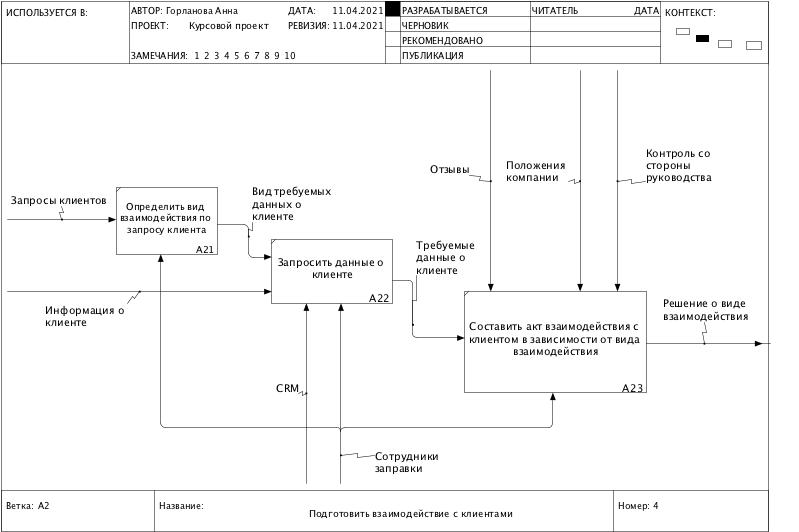 ИСПОЛЬЗУЕТСЯ В:
АВТОР: Горланова Анна
ДАТА: 11.04.2021
РАЗРАБАТЫВАЕТСЯ
ЧИТАТЕЛЬ
ДАТА
КОНТЕКСТ:
ПРОЕКТ: Курсовой проект
РЕВИЗИЯ: 11.04.2021
ЧЕРНОВИК
РЕКОМЕНДОВАНО
ЗАМЕЧАНИЯ: 1 2 3 4 5 6 7 8 9 10
ПУБЛИКАЦИЯ
Отзывы
Положения
компании
Контроль со
стороны
руководства
Запросы клиентов
Определить вид
взаимодействия по
запросу клиента
A21
Вид требуемых
данных о
клиенте
Запросить данные о
клиенте
A22
Требуемые
данные о
клиенте
Информация о
клиенте
Составить акт взаимодействия с
клиентом в зависимости от вида
взаимодействия
A23
Решение о виде
взаимодействия
CRM
Сотрудники
заправки
Ветка: A2
Название:
Подготовить взаимодействие с клиентами
Номер: 4